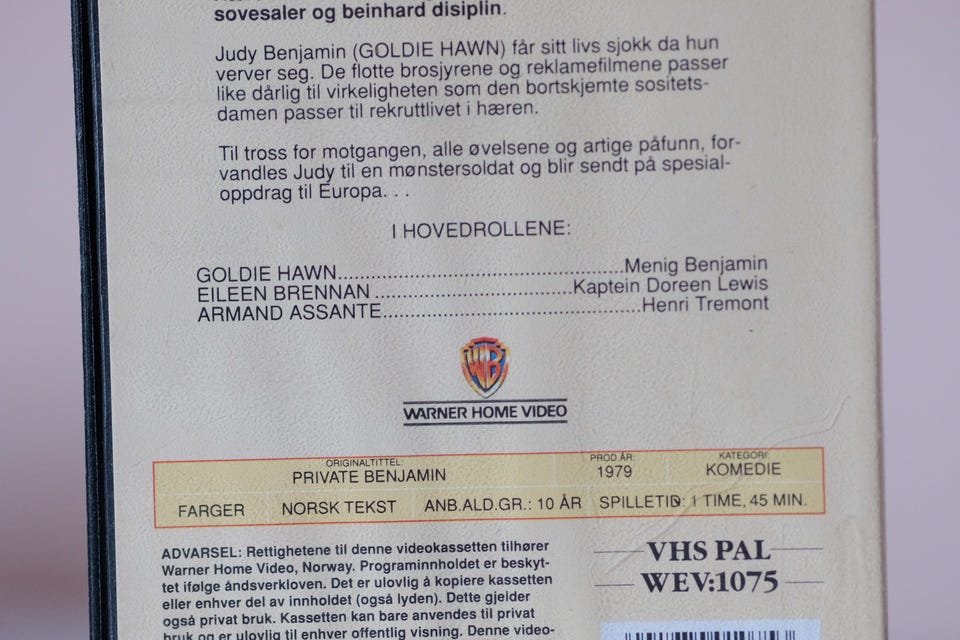 sovesaler og beinhard disiplin.
Judy Benjamin (GOLDIE HAWN) får sitt livs sjokk da hun
verver seg. De flotte brosjyrene og reklamefilmene passer
like dårlig til virkeligheten som den bortskjemte sositets-
damen passer til rekruttlivet i hæren.
Til tross for motgangen, alle øvelsene og artige påfunn, for-
vandles Judy til en mønstersoldat og blir sendt på spesial-
oppdrag til Europa. . .
I HOVEDROLLENE:
GOLDIE HAWN..........................................Menig Benjamin
EILEEN BRENNAN.............................Kaptein Doreen Lewis
ARMAND ASSANTE......................................Henri Tremont
WB
WARNER HOME VIDEO
ORIGINALTITTEL: PROD.ÅR: KATEGORI:
PRIVATE BENJAMIN 1979 KOMEDIE
FARGER NORSK TEKST ANB.ALD.GR.: 10 ÅR SPILLETID: 1 TIME, 45 MIN.
ADVARSEL: Rettighetene til denne videokassetten tilhører
Warner Home Video, Norway. Programinnholdet er beskyt-
tet ifølge åndsverkloven. Det er ulovlig å kopiere kassetten
eller enhver del av innholdet (også lyden). Dette gjelder
også privat bruk. Kassetten kan bare anvendes til privat
bruk og er ulovlig til enhver offentlig visning. Denne video-
VHS PAL
WEV:1075